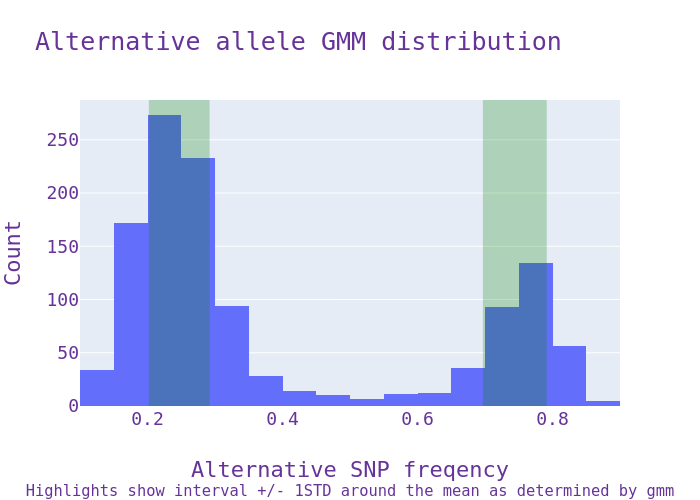 Alternative allele GMM distribution
250
200
150
100
50
0
Count
0.2 0.4 0.6 0.8
Alternative SNP freqency
Highlights show interval +/- 1STD around the mean as determined by gmm